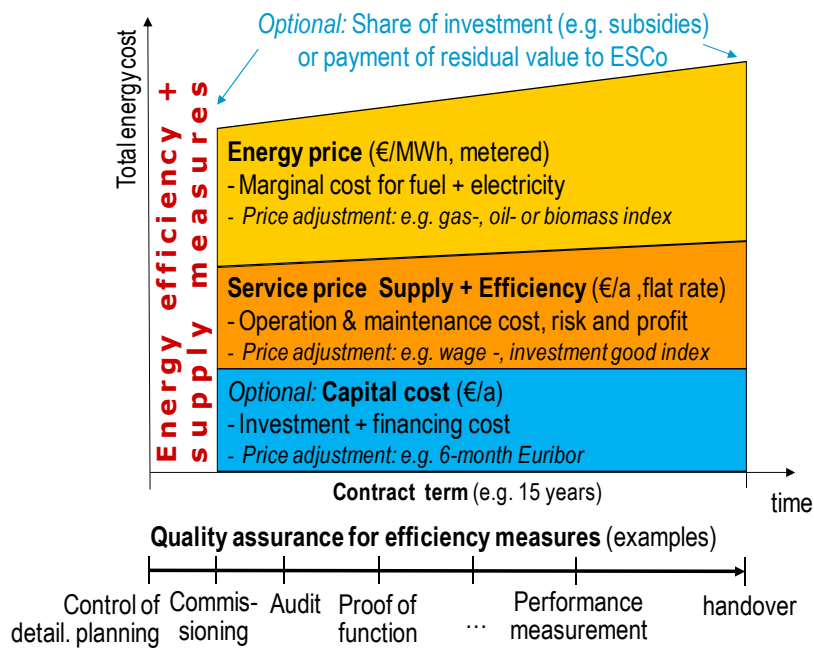 Optional: Share of investment (e.g. subsidies)
or payment of residual value to ESCo
Total energy cost
Energy efficiency +
supply measures
Energy price (€/MWh, metered)
- Marginal cost for fuel + electricity
- Price adjustment: e.g. gas-, oil- or biomass index
Service price Supply + Efficiency (€/a ,flat rate)
- Operation & maintenance cost, risk and profit
- Price adjustment: e.g. wage -, investment good index
Optional: Capital cost (€/a)
- Investment + financing cost
- Price adjustment: e.g. 6-month Euribor
Contract term (e.g. 15 years)
time
Quality assurance for efficiency measures (examples)
Control of
detail. planning
Commis-
sioning
Audit
Proof of
function
...
Performance
measurement
handover